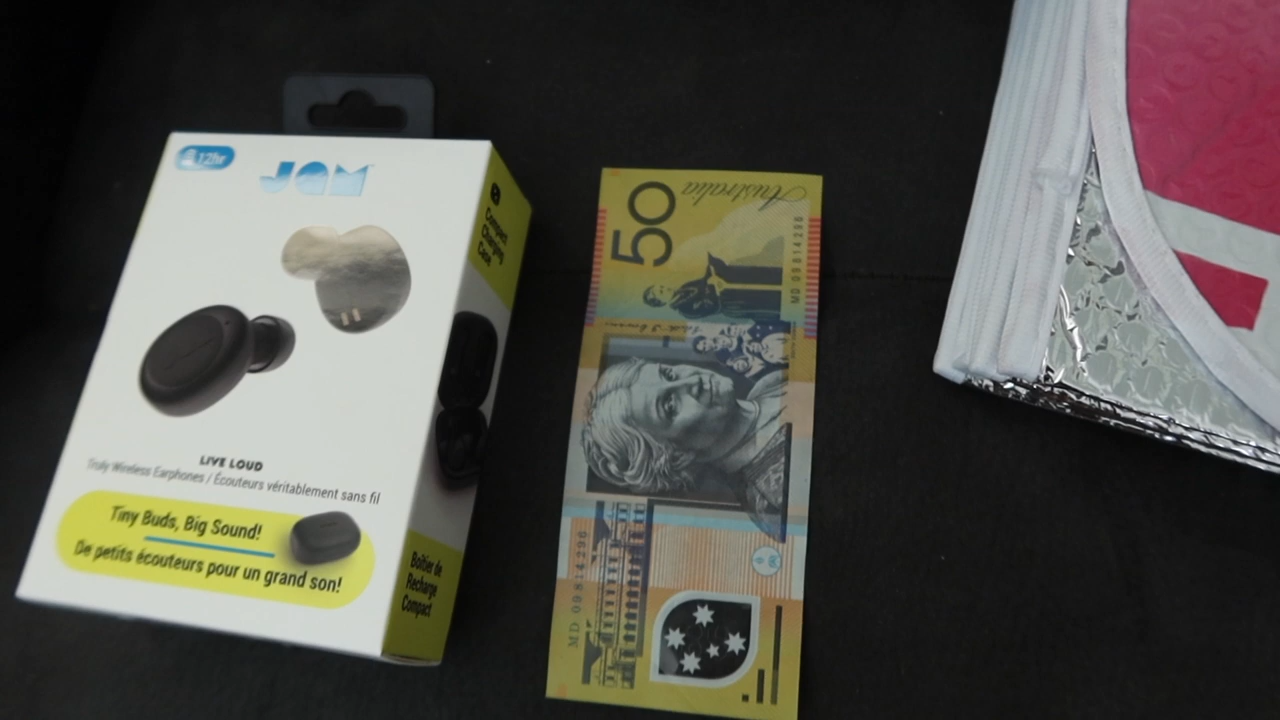 12hr
JAM
LIVE LOUD
Truly Wireless Earphones / Écouteurs véritablement sans fil
Tiny Buds, Big Sound!
De petits écouteurs pour un grand son!
Compact
Charging
Case
Boîtier de
Recharge
Compact
50
Australia
MD 09814296
MD 09814296